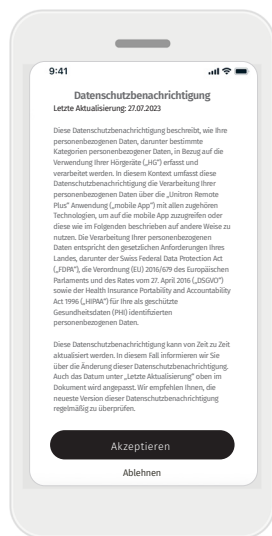 9:41
Datenschutzbenachrichtigung
Letzte Aktualisierung: 27.07.2023
Diese Datenschutzbenachrichtigung beschreibt, wie Ihre
personenbezogenen Daten, darunter bestimmte
Kategorien personenbezogener Daten, in Bezug auf die
Verwendung Ihrer Hörgeräte („HG“) erfasst und
verarbeitet werden. In diesem Kontext umfasst diese
Datenschutzbenachrichtigung die Verarbeitung Ihrer
personenbezogenen Daten über die „Unitron Remote
Plus“ Anwendung („mobile App“) mit allen zugehören
Technologien, um auf die mobile App zuzugreifen oder
diese wie im Folgenden beschrieben auf andere Weise zu
nutzen. Die Verarbeitung Ihrer personenbezogenen
Daten entspricht den gesetzlichen Anforderungen Ihres
Landes, darunter der Swiss Federal Data Protection Act
(„FDPA“), die Verordnung (EU) 2016/679 des Europäischen
Parlaments und des Rates vom 27. April 2016 („DSGVO“)
sowie der Health Insurance Portability and Accountability
Act 1996 („HIPAA“) für Ihre als geschützte
Gesundheitsdaten (PHI) identifizierten
personenbezogenen Daten.
Diese Datenschutzbenachrichtigung kann von Zeit zu Zeit
aktualisiert werden. In diesem Fall informieren wir Sie
über die Änderung dieser Datenschutzbenachrichtigung.
Auch das Datum unter „Letzte Aktualisierung“ oben im
Dokument wird angepasst. Wir empfehlen Ihnen, die
neueste Version dieser Datenschutzbenachrichtigung
regelmäßig zu überprüfen.
Akzeptieren
Ablehnen